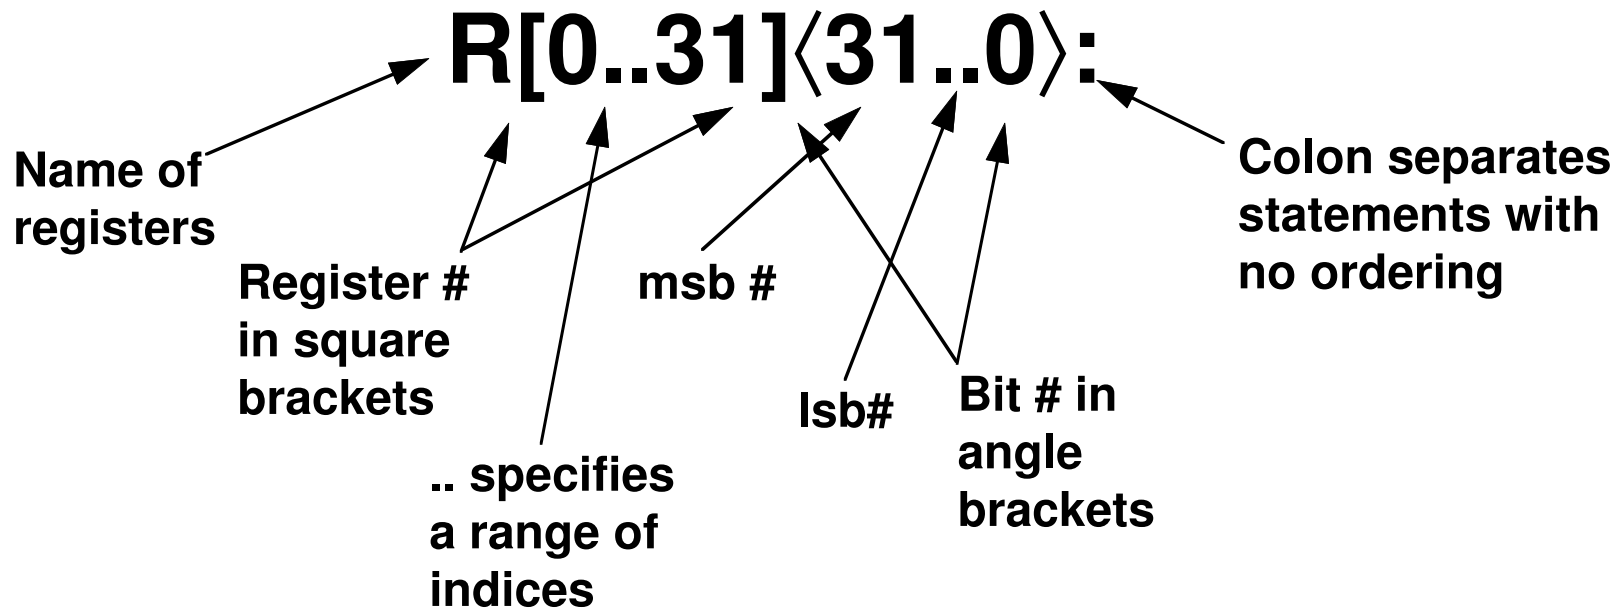 R[0..31]⟨31..0⟩:
Name of
registers
Register #
in square
brackets
.. specifies
a range of
indices
msb #
lsb#
Bit # in
angle
brackets
Colon separates
statements with
no ordering